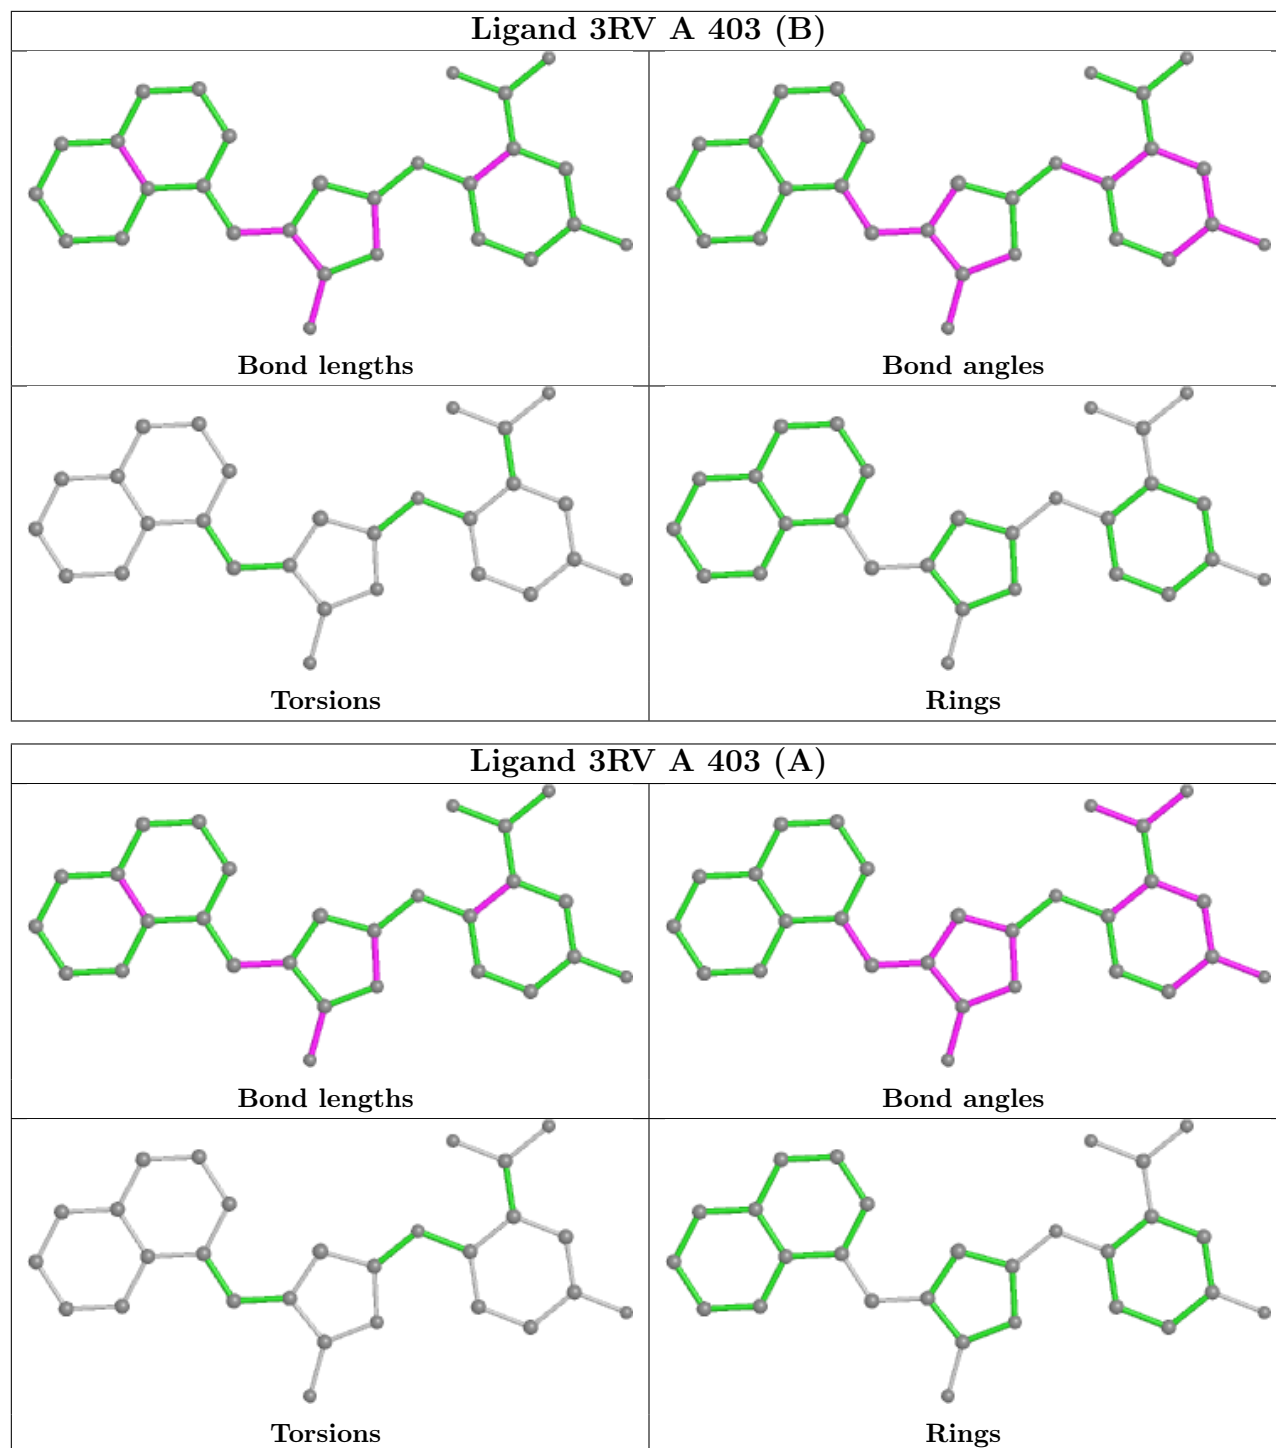 Ligand 3RV A 403 (B)
Bond lengths
Bond angles
Torsions
Rings
Ligand 3RV A 403 (A)
Bond lengths
Bond angles
Torsions
Rings